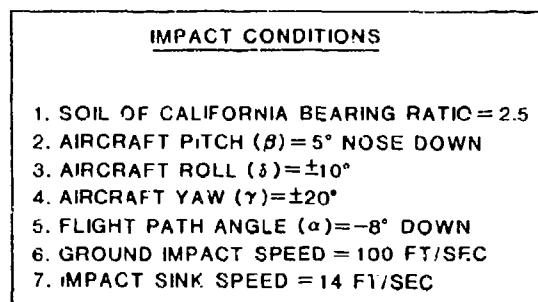 IMPACT CONDITIONS
1. SOIL OF CALIFORNIA BEARING RATIO = 2.5
2. AIRCRAFT PITCH (β) = 5° NOSE DOWN
3. AIRCRAFT ROLL (δ) = ±10°
4. AIRCRAFT YAW (γ) = ±20°
5. FLIGHT PATH ANGLE (α) = −8° DOWN
6. GROUND IMPACT SPEED = 100 FT/SEC
7. IMPACT SINK SPEED = 14 FT/SEC